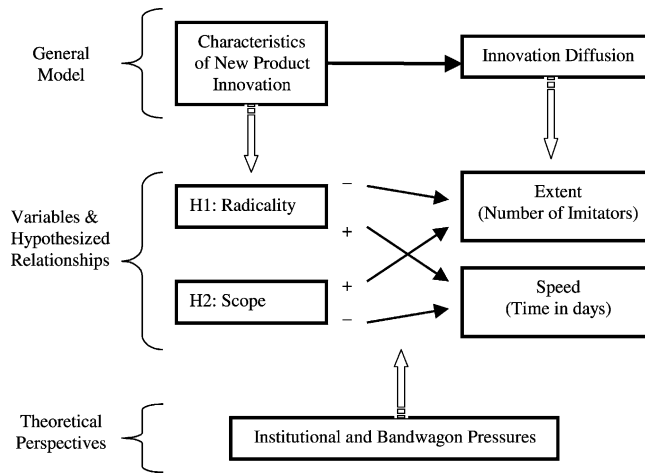 General
Model
Characteristics
of New Product
Innovation
Innovation Diffusion
Variables &
Hypothesized
Relationships
H1: Radicality
−
+
Extent
(Number of Imitators)
H2: Scope
+
−
Speed
(Time in days)
Theoretical
Perspectives
Institutional and Bandwagon Pressures